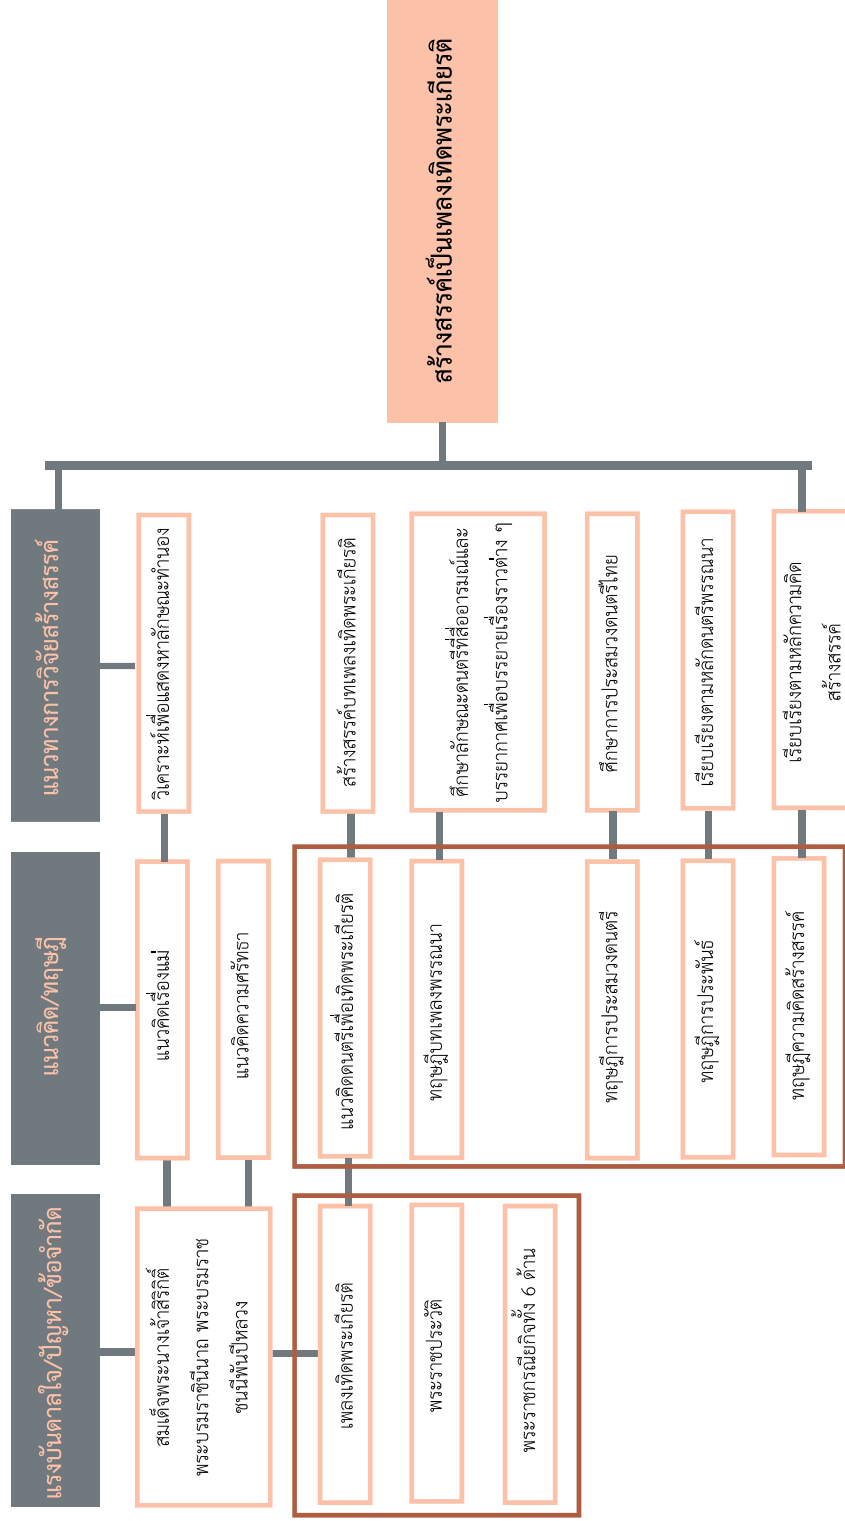 แรงบันดาลใจ/ปัญหา/ข้อจำกัด
สมเด็จพระนางเจ้าสิริกิติ์
พระบรมราชินีนาถ พระบรมราช
ชนนีพันปีหลวง
เพลงเทิดพระเกียรติ
พระราชประวัติ
พระราชกรณียกิจทั้ง 6 ด้าน
แนวคิด/ทฤษฎี
แนวคิดเรื่องแม่
แนวคิดความศรัทธา
แนวคิดดนตรีเพื่อเทิดพระเกียรติ
ทฤษฎีบทเพลงพรรณนา
ทฤษฎีการประสมวงดนตรี
ทฤษฎีการประพันธ์
ทฤษฎีความคิดสร้างสรรค์
แนวทางการวิจัยสร้างสรรค์
วิเคราะห์เพื่อแสดงหาลักษณะทำนอง
สร้างสรรค์บทเพลงเทิดพระเกียรติ
ศึกษาลักษณะดนตรีที่สื่ออารมณ์และ
บรรยากาศเพื่อบรรยายเรื่องราวต่าง ๆ
ศึกษาการประสมวงดนตรีไทย
เรียบเรียงตามหลักดนตรีพรรณนา
เรียบเรียงตามหลักความคิด
สร้างสรรค์
สร้างสรรค์เป็นเพลงเทิดพระเกียรติ